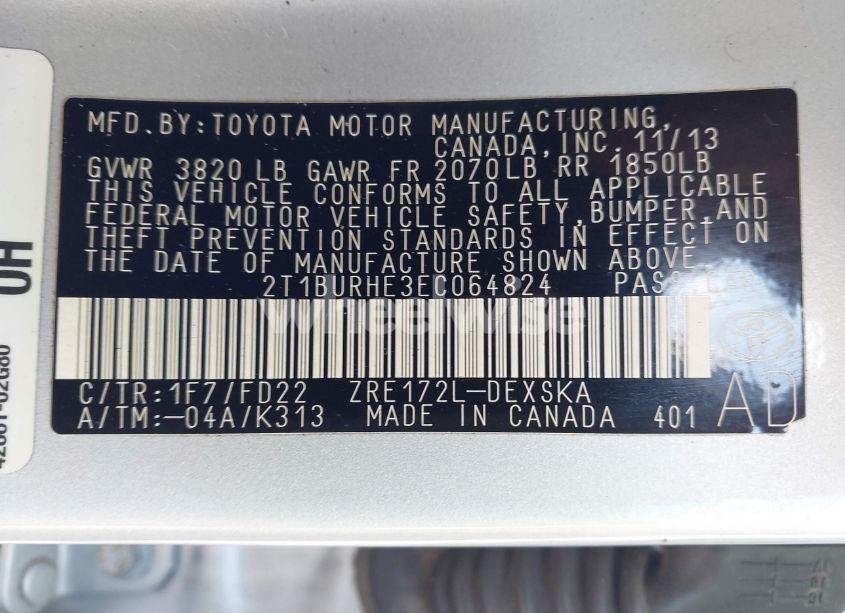 MFD.BY:TOYOTA MOTOR MANUFACTURING,
CANADA,INC. 11/13
GVWR 3820 LB GAWR FR 2070LB RR 1850LB
THIS VEHICLE CONFORMS TO ALL APPLICABLE
FEDERAL MOTOR VEHICLE SAFETY,BUMPER,AND
THEFT PREVENTION STANDARDS IN EFFECT ON
THE DATE OF MANUFACTURE SHOWN ABOVE.
2T1BURHE3EC064824
wheelwise
C/TR:1F7/FD22 ZRE172L-DEXSKA
A/TM:-04A/K313 MADE IN CANADA 401
AD
0H